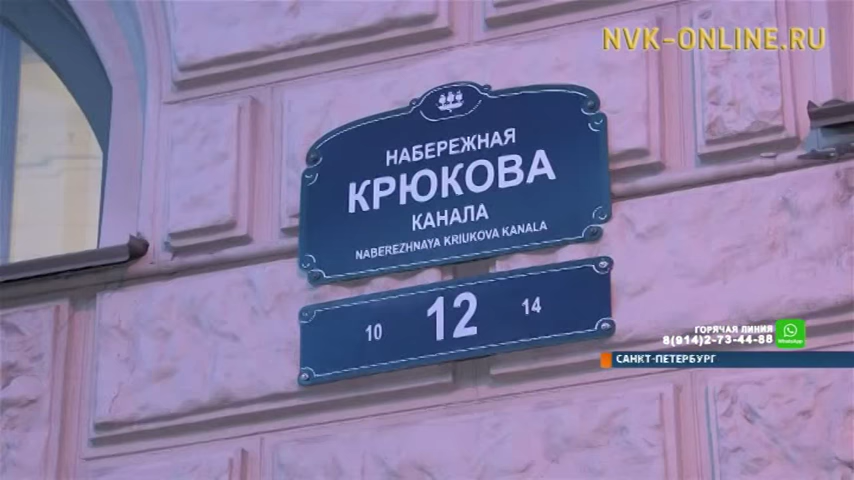 NVK-ONLINE.RU
НАБЕРЕЖНАЯ
КРЮКОВА
КАНАЛА
NABEREZHNAYA KRIUKOVA KANALA
10 12 14
ГОРЯЧАЯ ЛИНИЯ
8(914)2-73-44-88
WhatsApp
САНКТ-ПЕТЕРБУРГ